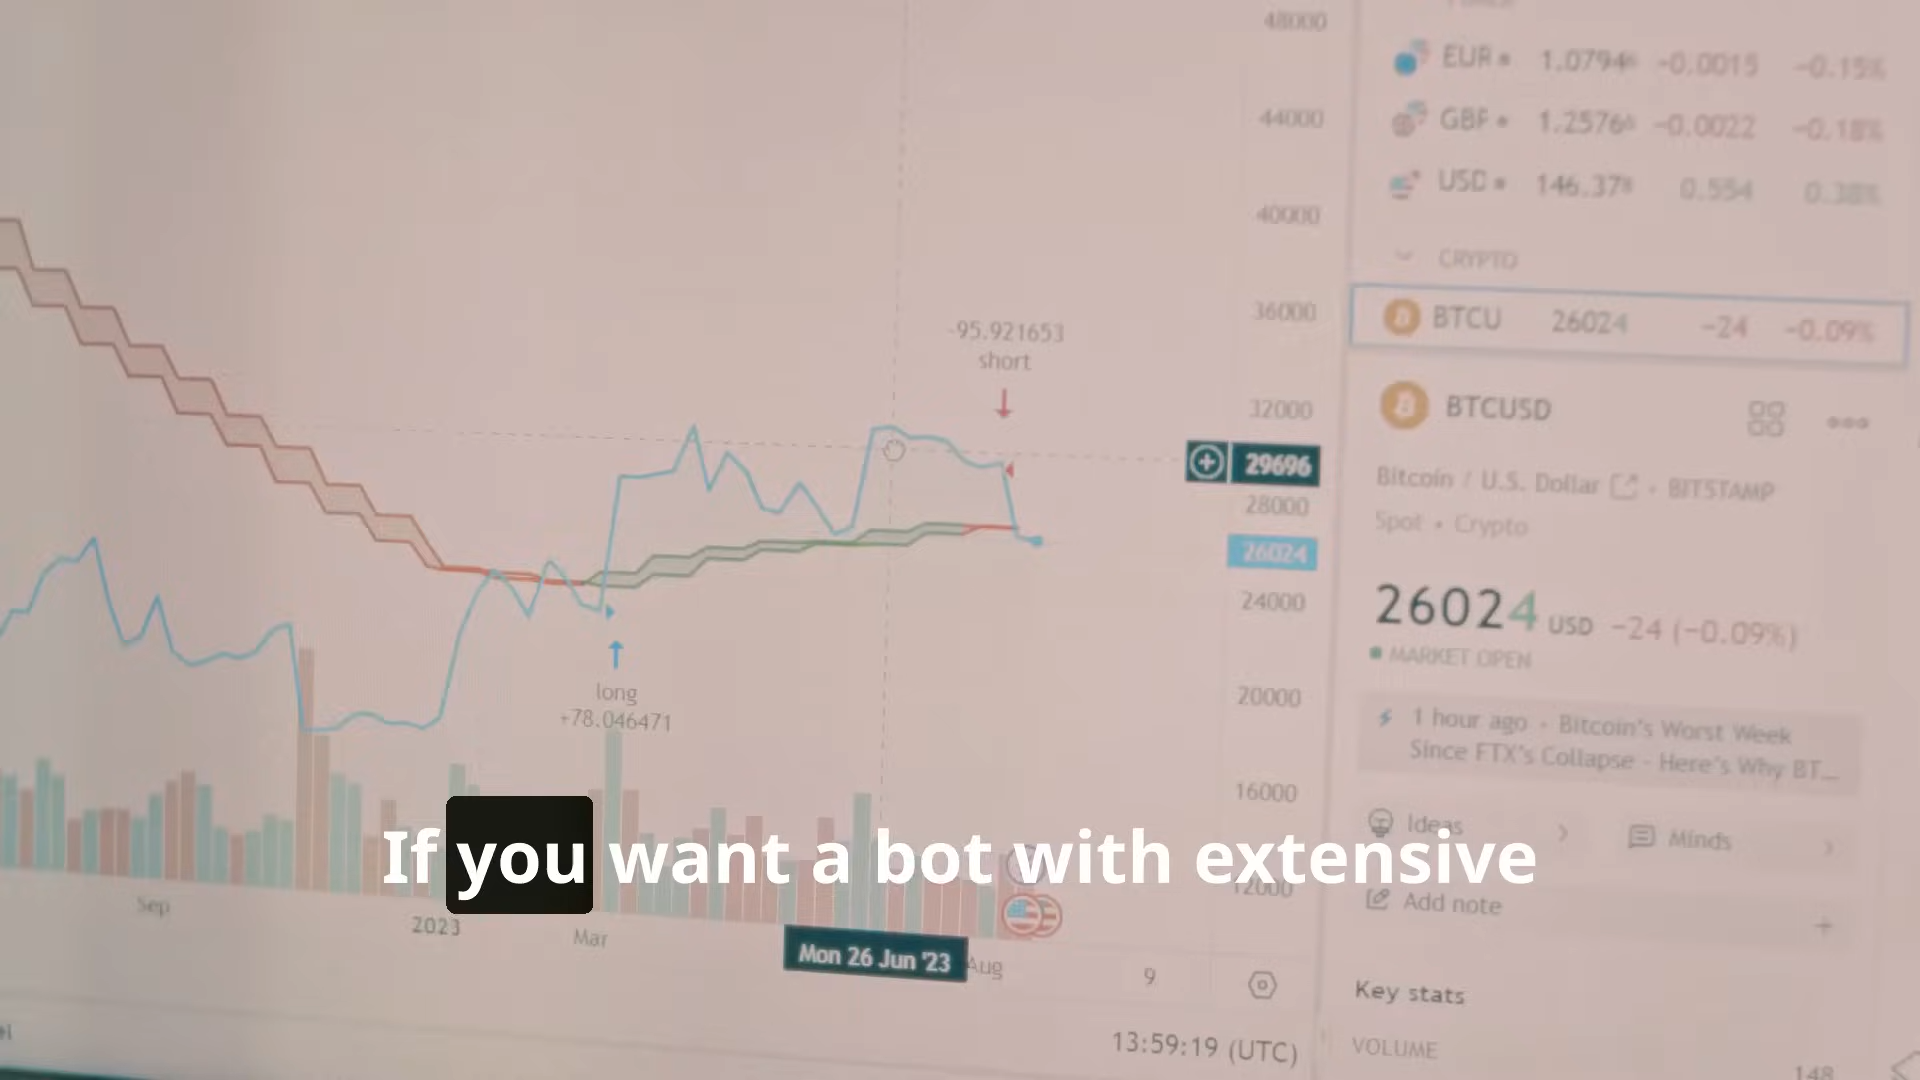 48000
44000
40000
36000
32000
29696
28000
26024
24000
20000
16000
12000
-95.921653
short
long
+78.046471
EUR 1.0794 -0.0015 -0.15%
GBP 1.2576 -0.0022 -0.18%
USD 146.37 0.554 0.38%
CRYPTO
BTCU 26024 -24 -0.09%
BTCUSD
Bitcoin / U.S. Dollar • BITSTAMP
Spot • Crypto
26024 USD -24 (-0.09%)
MARKET OPEN
1 hour ago • Bitcoin's Worst Week
Since FTX's Collapse - Here's Why BT...
Ideas
Minds
Add note
Key stats
VOLUME
If you want a bot with extensive
Sep
2023
Mar
Mon 26 Jun '23
Aug
9
13:59:19 (UTC)